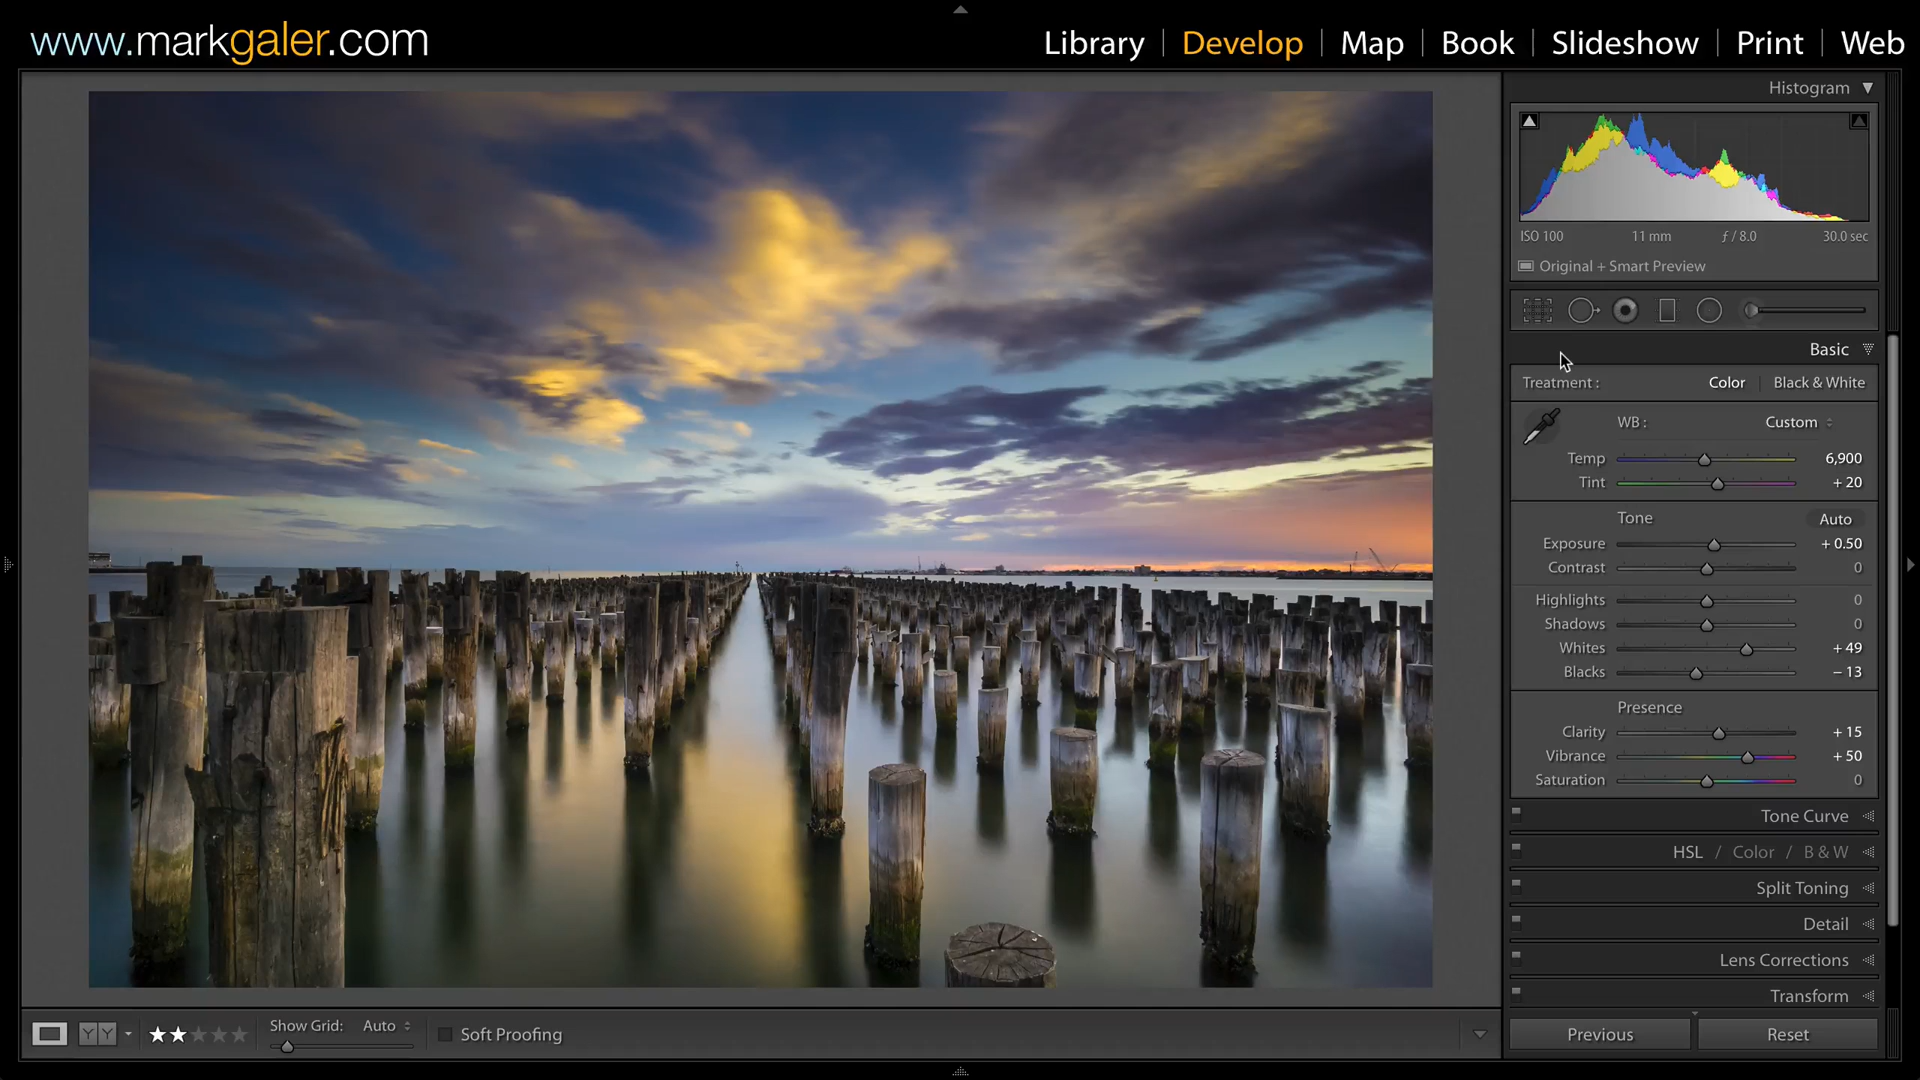 www.markgaler.com
Library | Develop | Map | Book | Slideshow | Print | Web
Histogram
ISO 100 11 mm ƒ / 8.0 30.0 sec
Original + Smart Preview
Basic
Treatment : Color | Black & White
WB : Custom
Temp 6,900
Tint + 20
Tone Auto
Exposure + 0.50
Contrast 0
Highlights 0
Shadows 0
Whites + 49
Blacks – 13
Presence
Clarity + 15
Vibrance + 50
Saturation 0
Tone Curve
HSL / Color / B & W
Split Toning
Detail
Lens Corrections
Transform
Y Y Show Grid: Auto Soft Proofing
Previous Reset